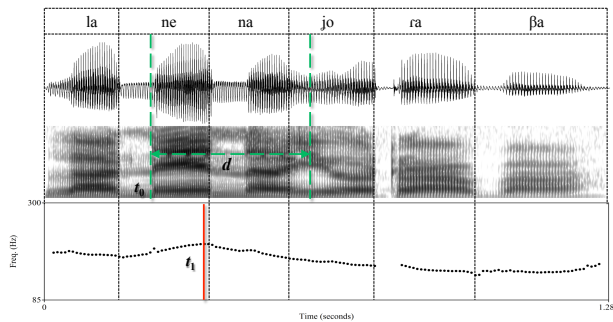 la ne na jo ɾa βa
d
t₀
300
Freq. (Hz)
t₁
85
0 1.28
Time (seconds)